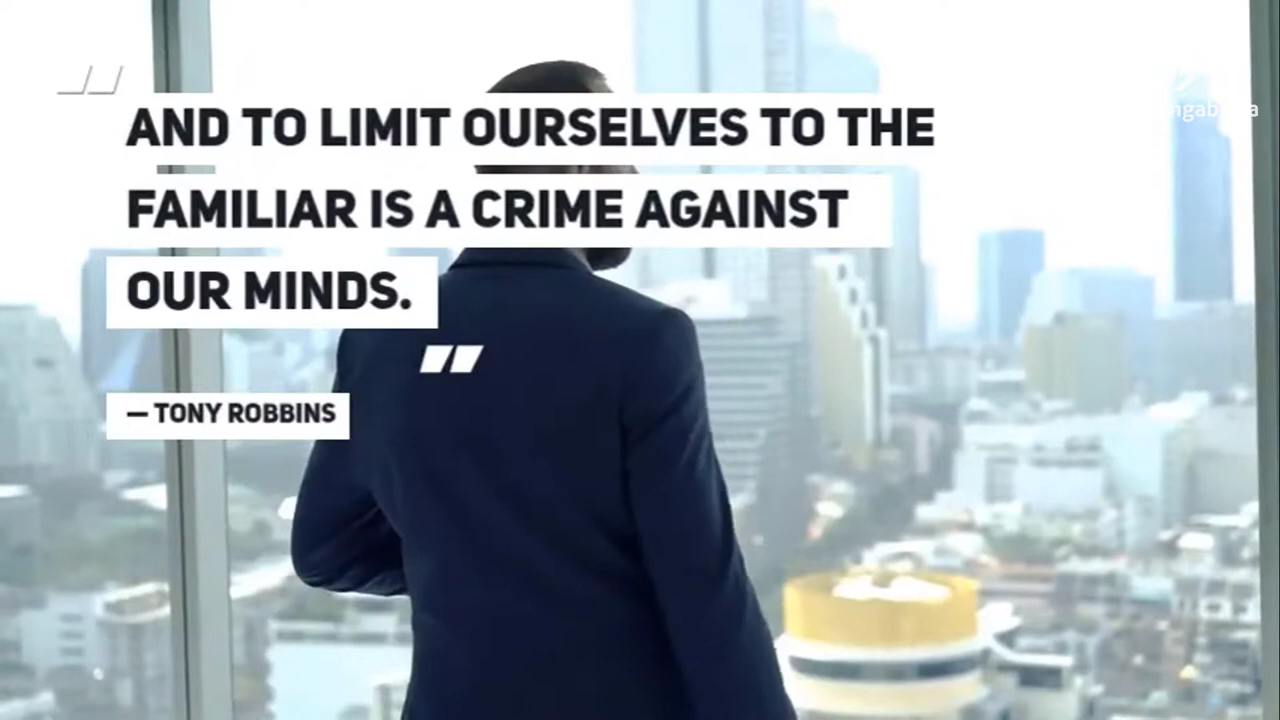 AND TO LIMIT OURSELVES TO THE
FAMILIAR IS A CRIME AGAINST
OUR MINDS.
— TONY ROBBINS